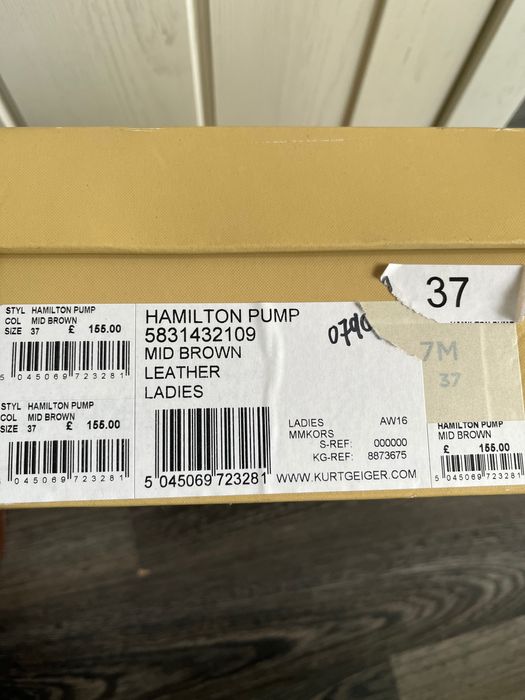 STYL HAMILTON PUMP
COL MID BROWN
SIZE 37 £ 155.00
5 045069 723281
STYL HAMILTON PUMP
COL MID BROWN
SIZE 37 £ 155.00
5 045069 723281
HAMILTON PUMP
5831432109
MID BROWN
LEATHER
LADIES
5 045069 723281
LADIES AW16
MMKORS
S-REF: 000000
KG-REF: 8873675
WWW.KURTGEIGER.COM
37
7M
37
HAMILTON PUMP
MID BROWN
£ 155.00
5 045069 723281